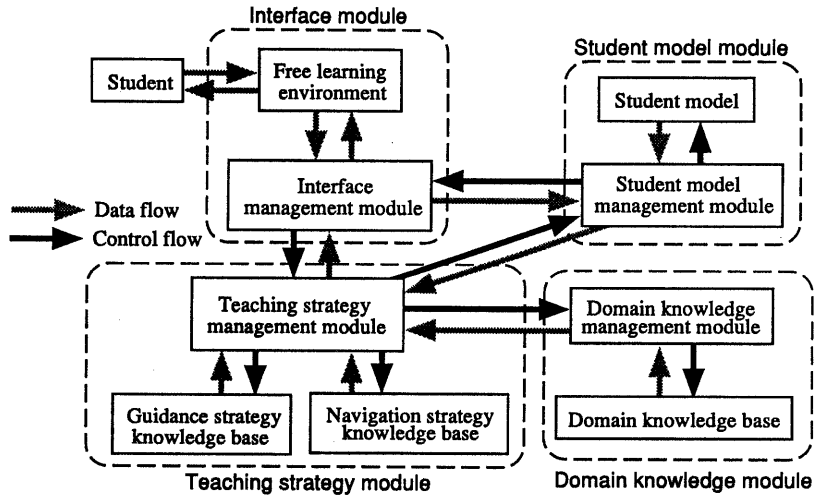 Interface module
Student model module
Student
Free learning
environment
Student model
Interface
management module
Student model
management module
Data flow
Control flow
Teaching strategy
management module
Domain knowledge
management module
Guidance strategy
knowledge base
Navigation strategy
knowledge base
Domain knowledge base
Teaching strategy module
Domain knowledge module